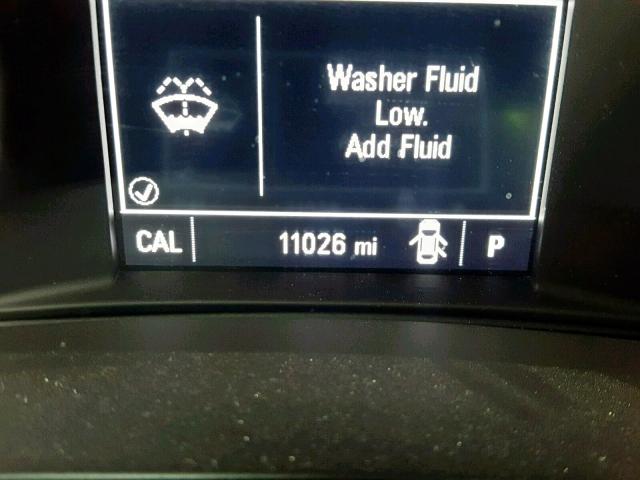 Washer Fluid
Low.
Add Fluid
CAL 11026 mi P